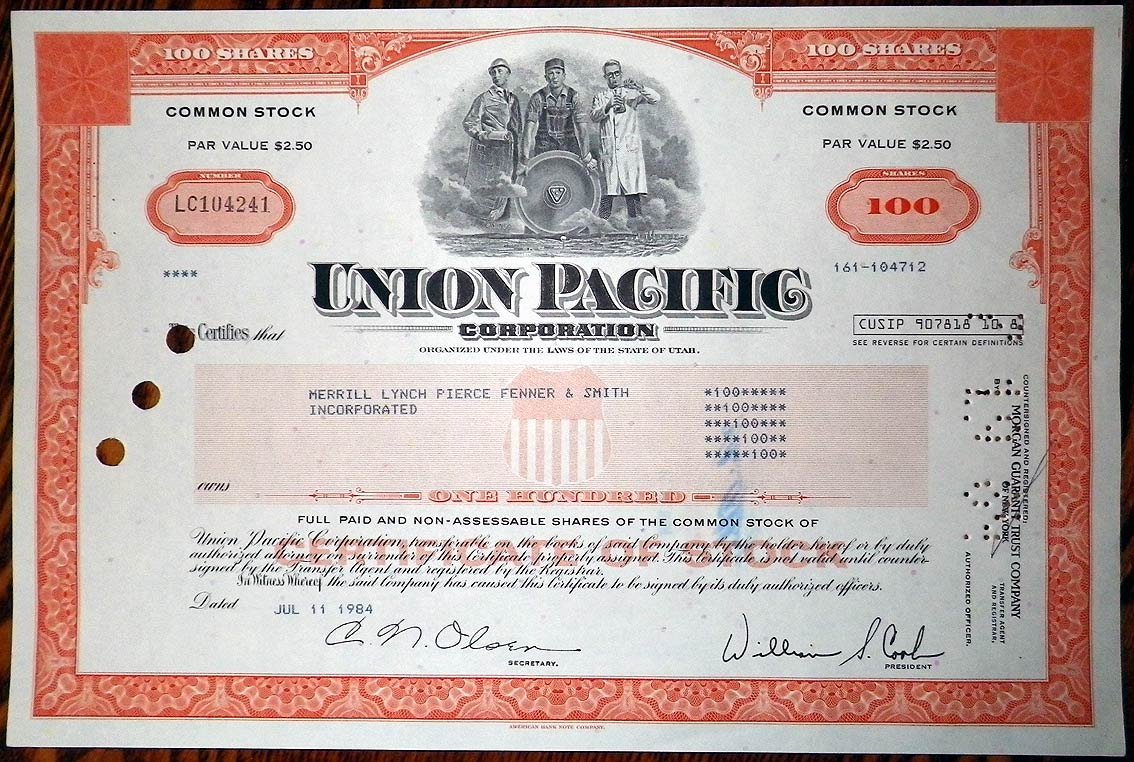 100 SHARES
100 SHARES
COMMON STOCK
COMMON STOCK
PAR VALUE $2.50
PAR VALUE $2.50
NUMBER
LC104241
SHARES
100
****
161-104712
UNION PACIFIC
CORPORATION
ORGANIZED UNDER THE LAWS OF THE STATE OF UTAH.
This Certifies that
CUSIP 907818 10 8
SEE REVERSE FOR CERTAIN DEFINITIONS
MERRILL LYNCH PIERCE FENNER & SMITH
INCORPORATED
*100*****
**100****
***100***
****100**
*****100*
owns
ONE HUNDRED
FULL PAID AND NON-ASSESSABLE SHARES OF THE COMMON STOCK OF
CERTIFICATE OF STOCK
Union Pacific Corporation transferable on the books of said Company by the holder hereof or by duly
authorized attorney on surrender of this Certificate properly assigned. This Certificate is not valid until counter-
signed by the Transfer Agent and registered by the Registrar.
In Witness Whereof the said Company has caused this Certificate to be signed by its duly authorized officers.
Dated JUL 11 1984
C. N. Olsen
SECRETARY.
William S. Cook
PRESIDENT
COUNTERSIGNED AND REGISTERED:
MORGAN GUARANTY TRUST COMPANY
OF NEW YORK
BY
TRANSFER AGENT
AND REGISTRAR.
AUTHORIZED OFFICER.
AMERICAN BANK NOTE COMPANY.